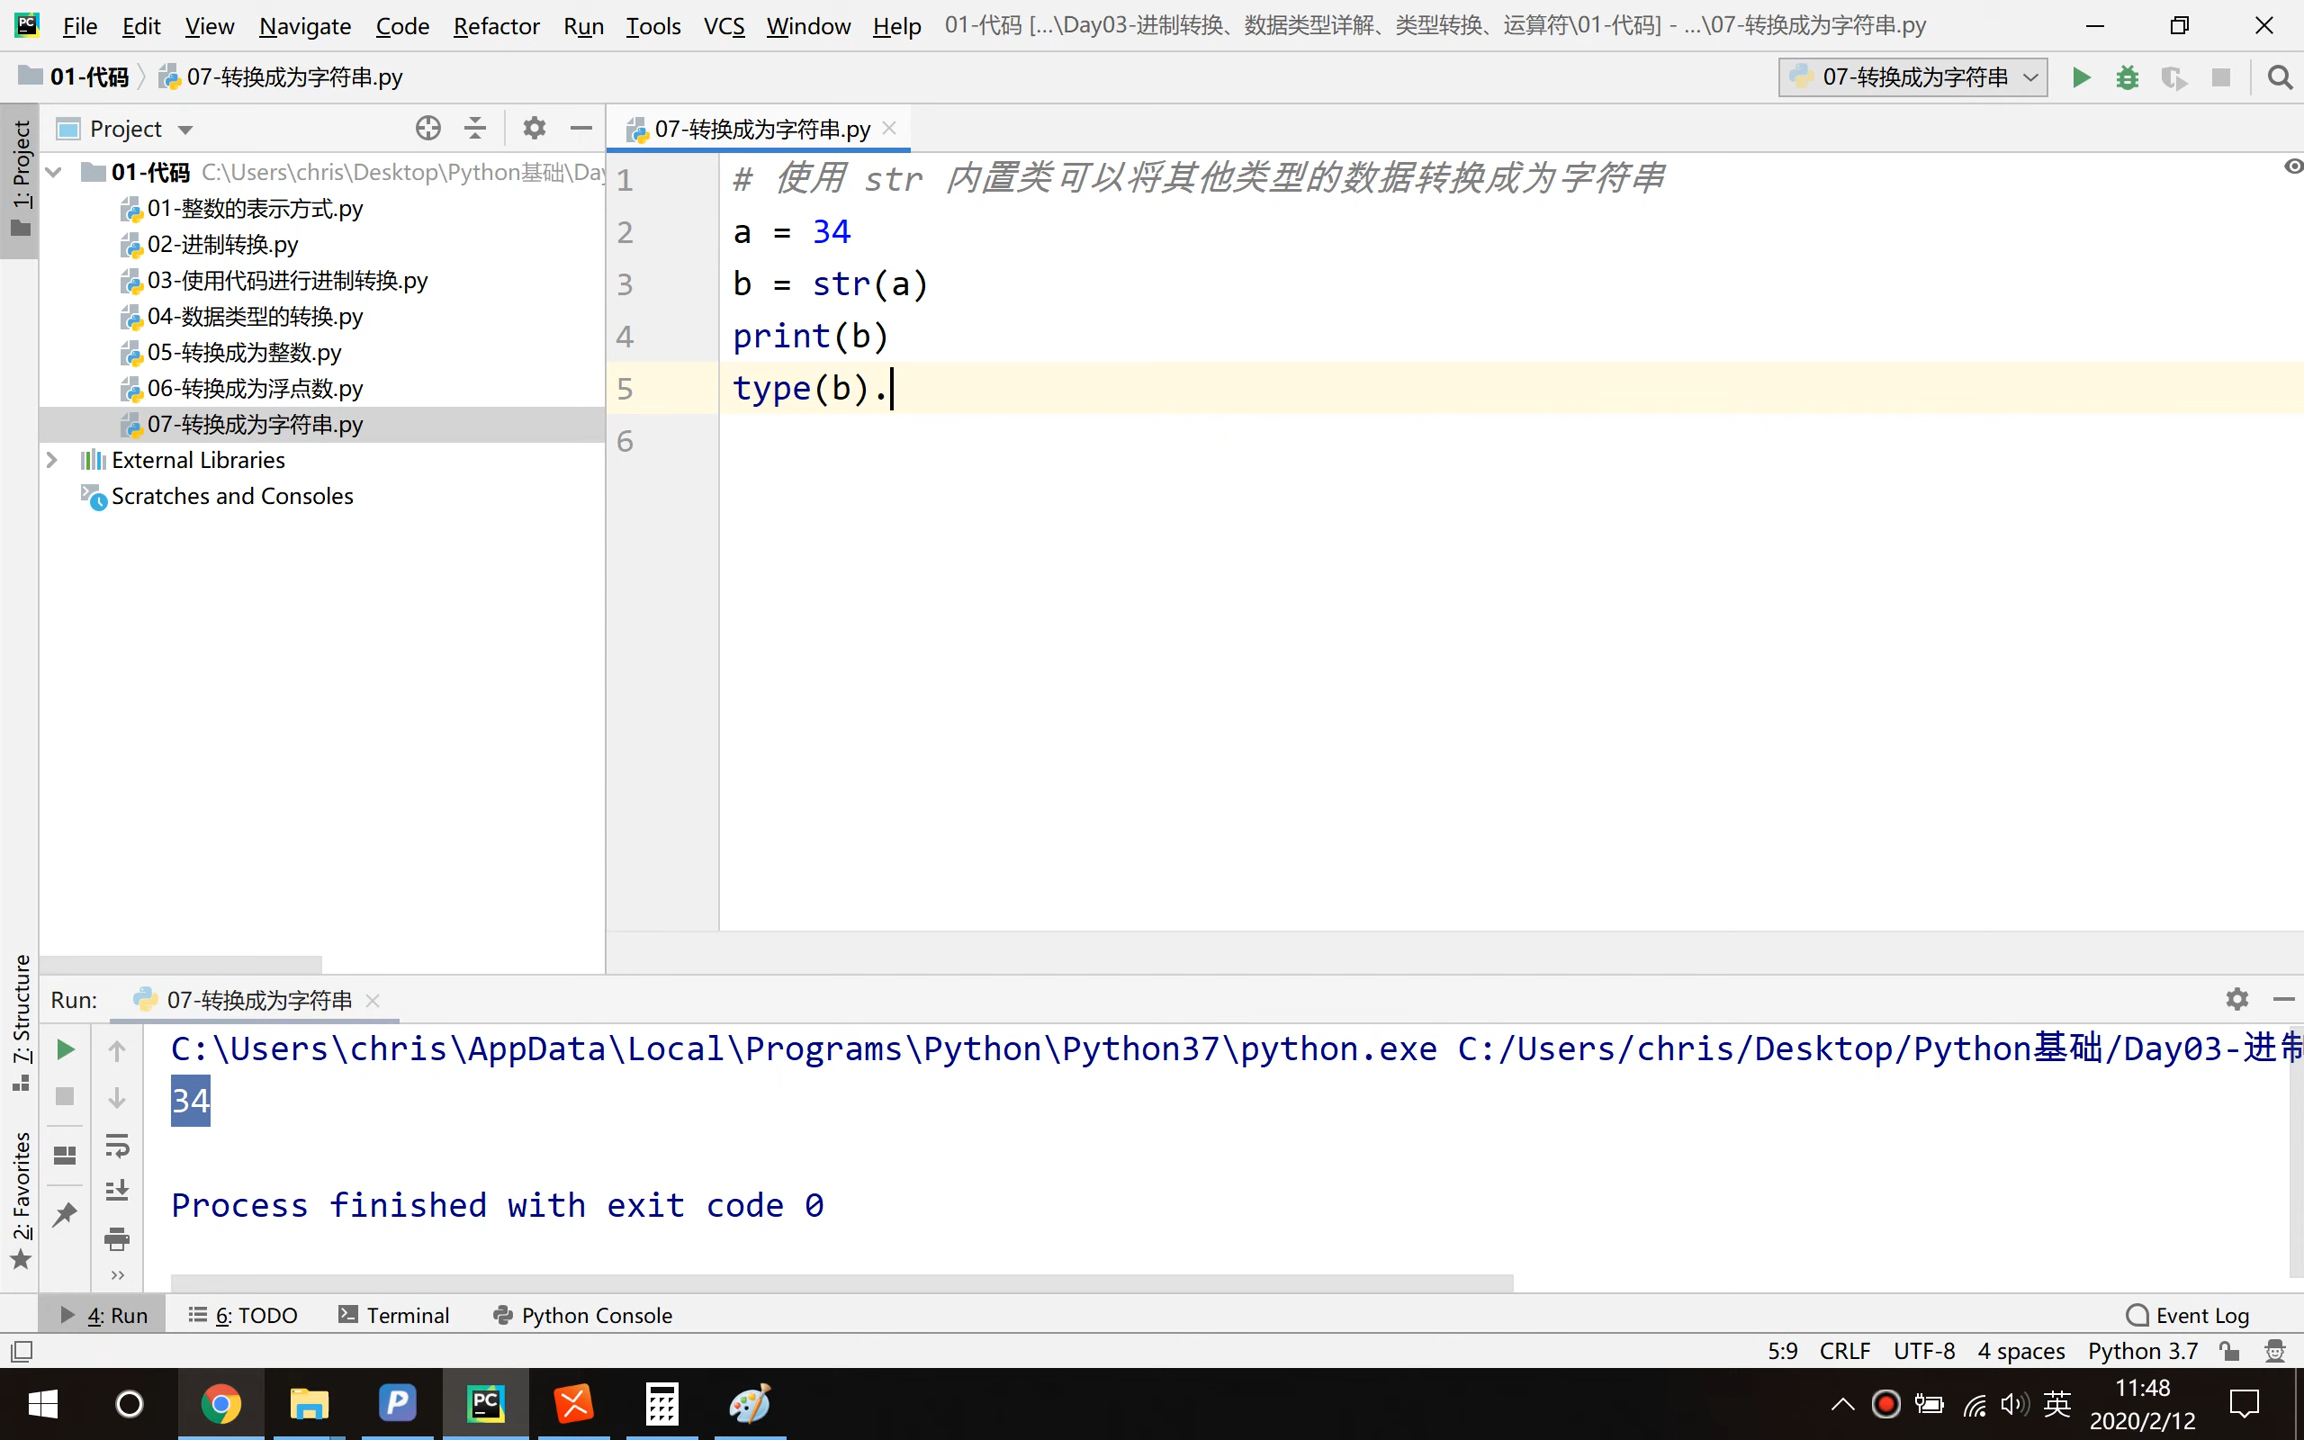 File Edit View Navigate Code Refactor Run Tools VCS Window Help 01-代码 [...\Day03-进制转换、数据类型详解、类型转换、运算符\01-代码] - ...\07-转换成为字符串.py
01-代码 07-转换成为字符串.py
07-转换成为字符串
Project
07-转换成为字符串.py
1: Project
01-代码 C:\Users\chris\Desktop\Python基础\Da
01-整数的表示方式.py
02-进制转换.py
03-使用代码进行进制转换.py
04-数据类型的转换.py
05-转换成为整数.py
06-转换成为浮点数.py
07-转换成为字符串.py
External Libraries
Scratches and Consoles
1 # 使用 str 内置类可以将其他类型的数据转换成为字符串
2 a = 34
3 b = str(a)
4 print(b)
5 type(b).
6
7: Structure
2: Favorites
Run: 07-转换成为字符串
C:\Users\chris\AppData\Local\Programs\Python\Python37\python.exe C:/Users/chris/Desktop/Python基础/Day03-进制
34
Process finished with exit code 0
4: Run 6: TODO Terminal Python Console Event Log
5:9 CRLF UTF-8 4 spaces Python 3.7
英
11:48
2020/2/12